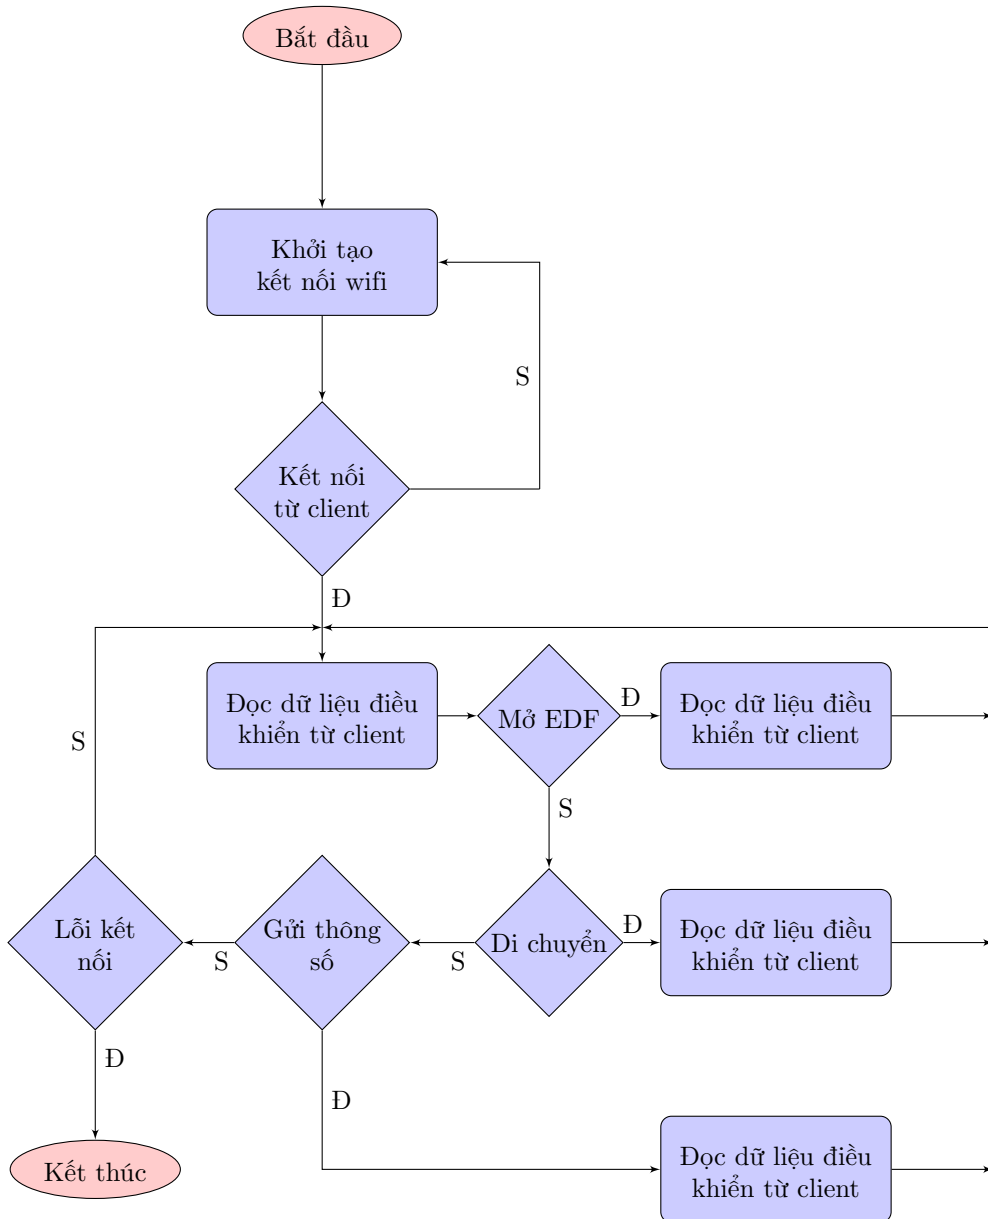 Bắt đầu
Khởi tạo
kết nối wifi
S
Kết nối
từ client
Đ
Đọc dữ liệu điều
khiển từ client
Mở EDF
Đ
Đọc dữ liệu điều
khiển từ client
S
S
Lỗi kết
nối
S
Gửi thông
số
S
Di chuyển
Đ
Đọc dữ liệu điều
khiển từ client
Đ
Đ
Kết thúc
Đọc dữ liệu điều
khiển từ client